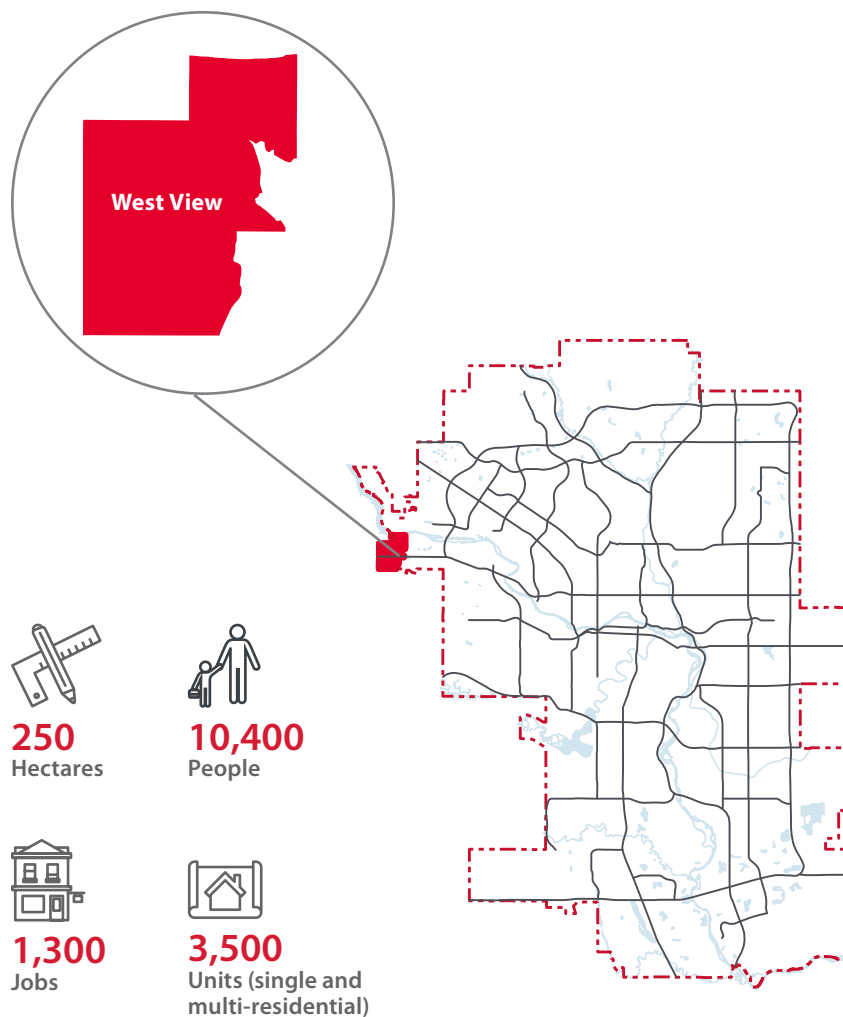 West View
250
Hectares
10,400
People
1,300
Jobs
3,500
Units (single and
multi-residential)